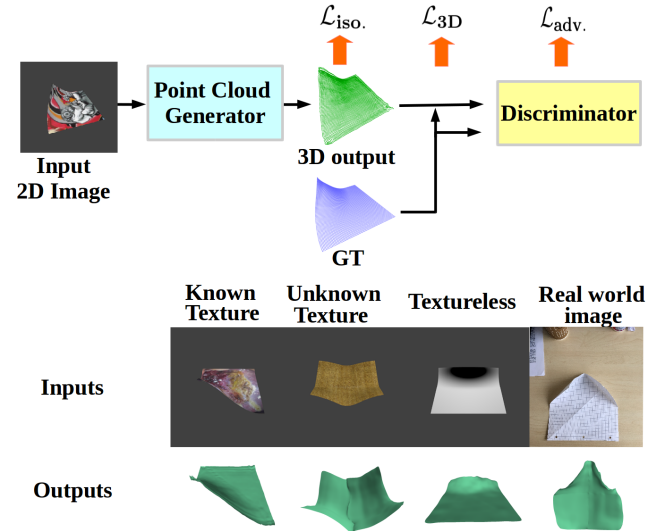 ℒiso.
ℒ3D
ℒadv.
Point Cloud
Generator
Discriminator
Input
2D Image
3D output
GT
Known
Texture
Unknown
Texture
Textureless
Real world
image
Inputs
Outputs